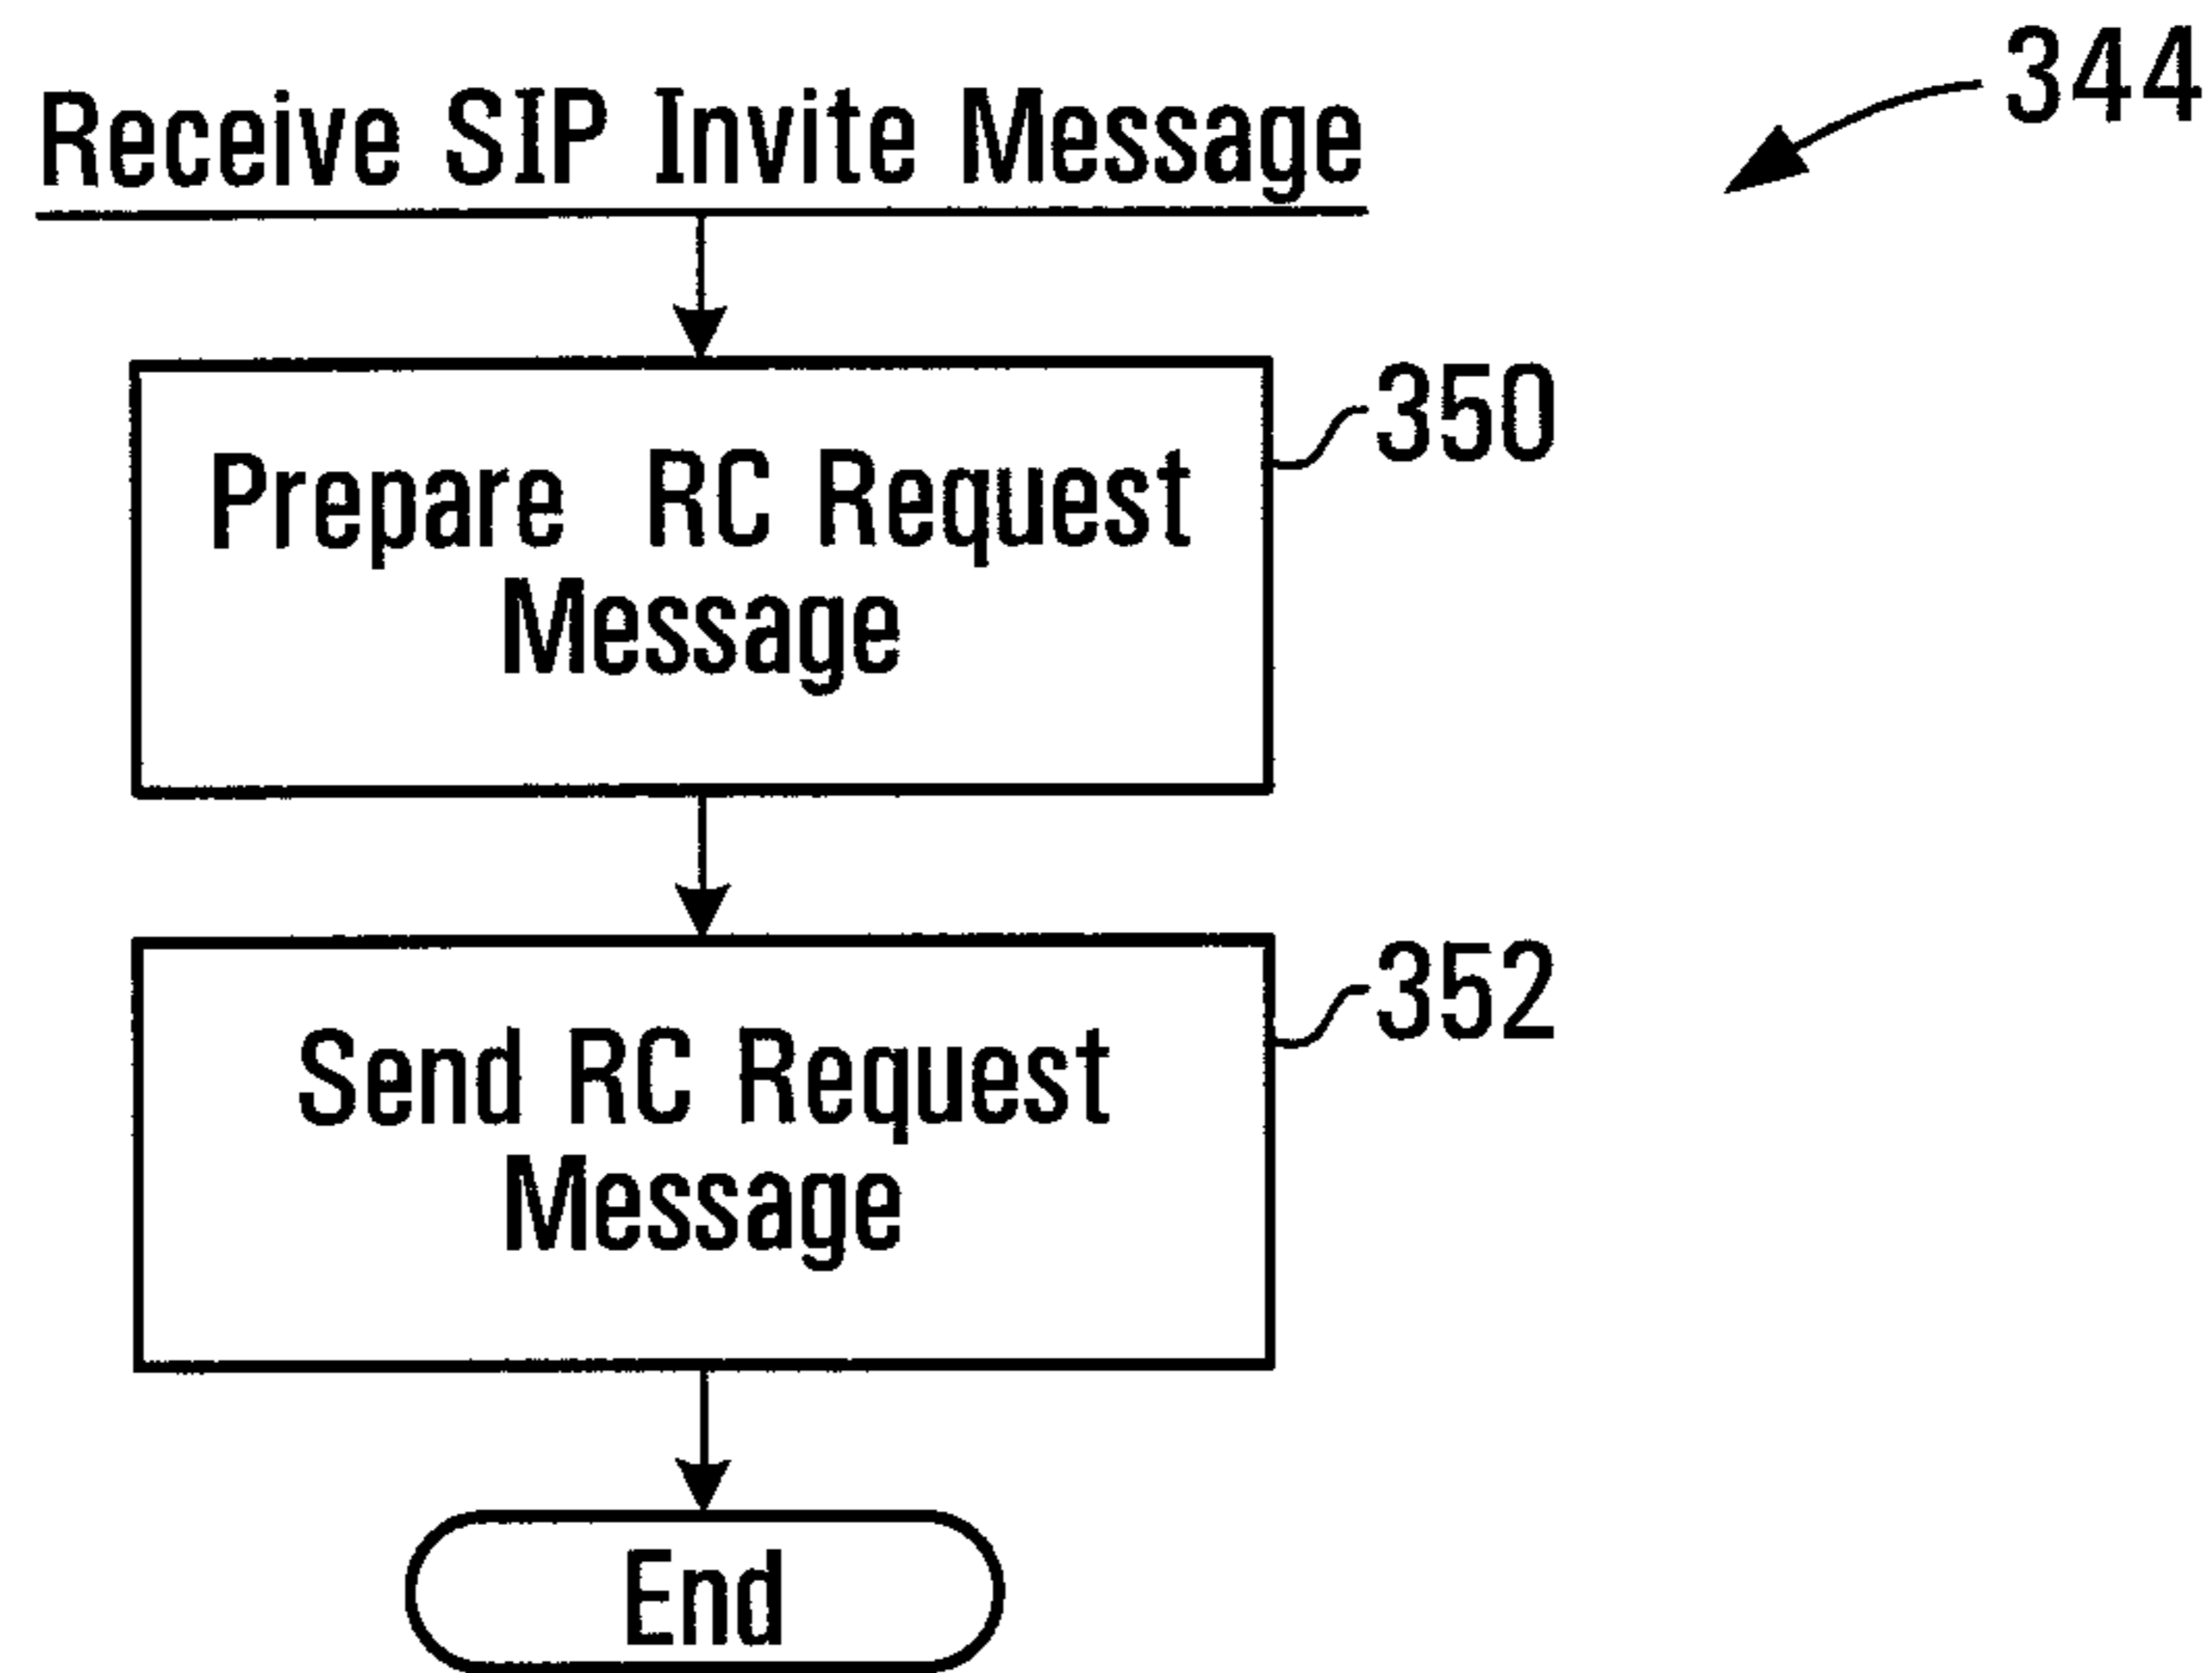 344
Receive SIP Invite Message
350
Prepare RC Request
Message
352
Send RC Request
Message
End